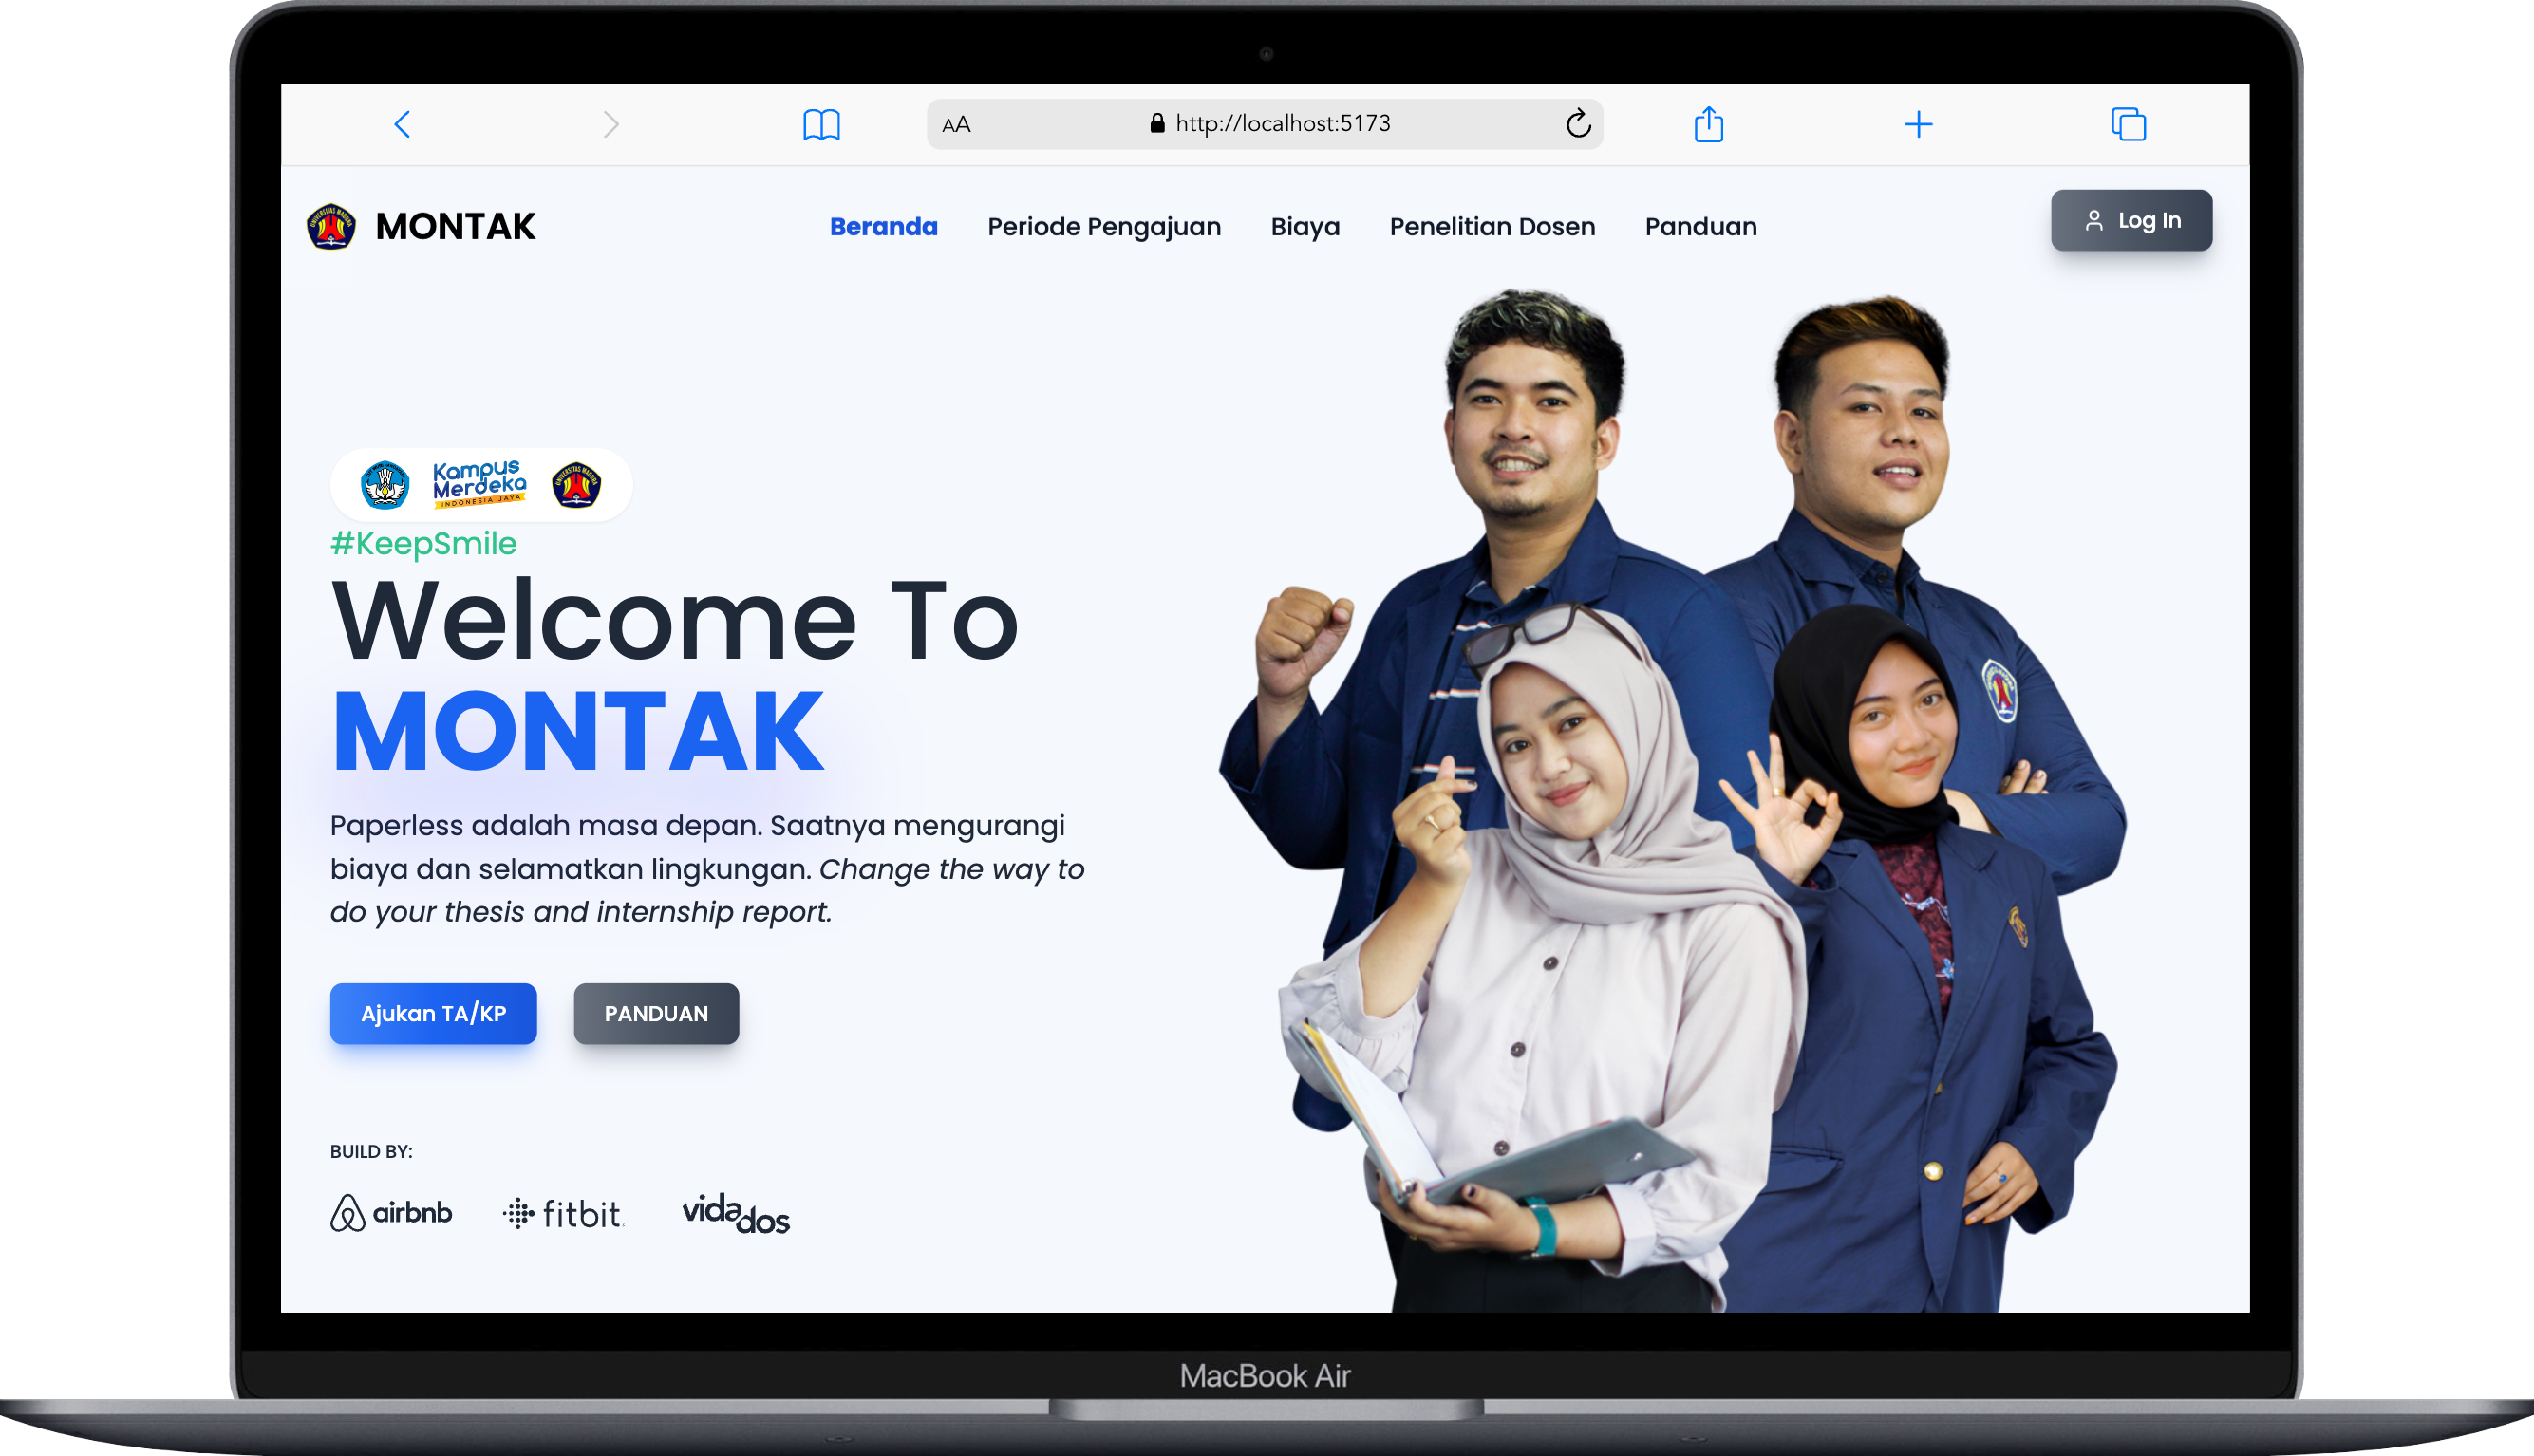 AA http://localhost:5173
MONTAK Beranda Periode Pengajuan Biaya Penelitian Dosen Panduan Log In
Kampus
Merdeka
INDONESIA JAYA
UNIVERSITAS MADURA
#KeepSmile
Welcome To
MONTAK
Paperless adalah masa depan. Saatnya mengurangi
biaya dan selamatkan lingkungan. Change the way to
do your thesis and internship report.
Ajukan TA/KP PANDUAN
BUILD BY:
airbnb fitbit vidados
MacBook Air